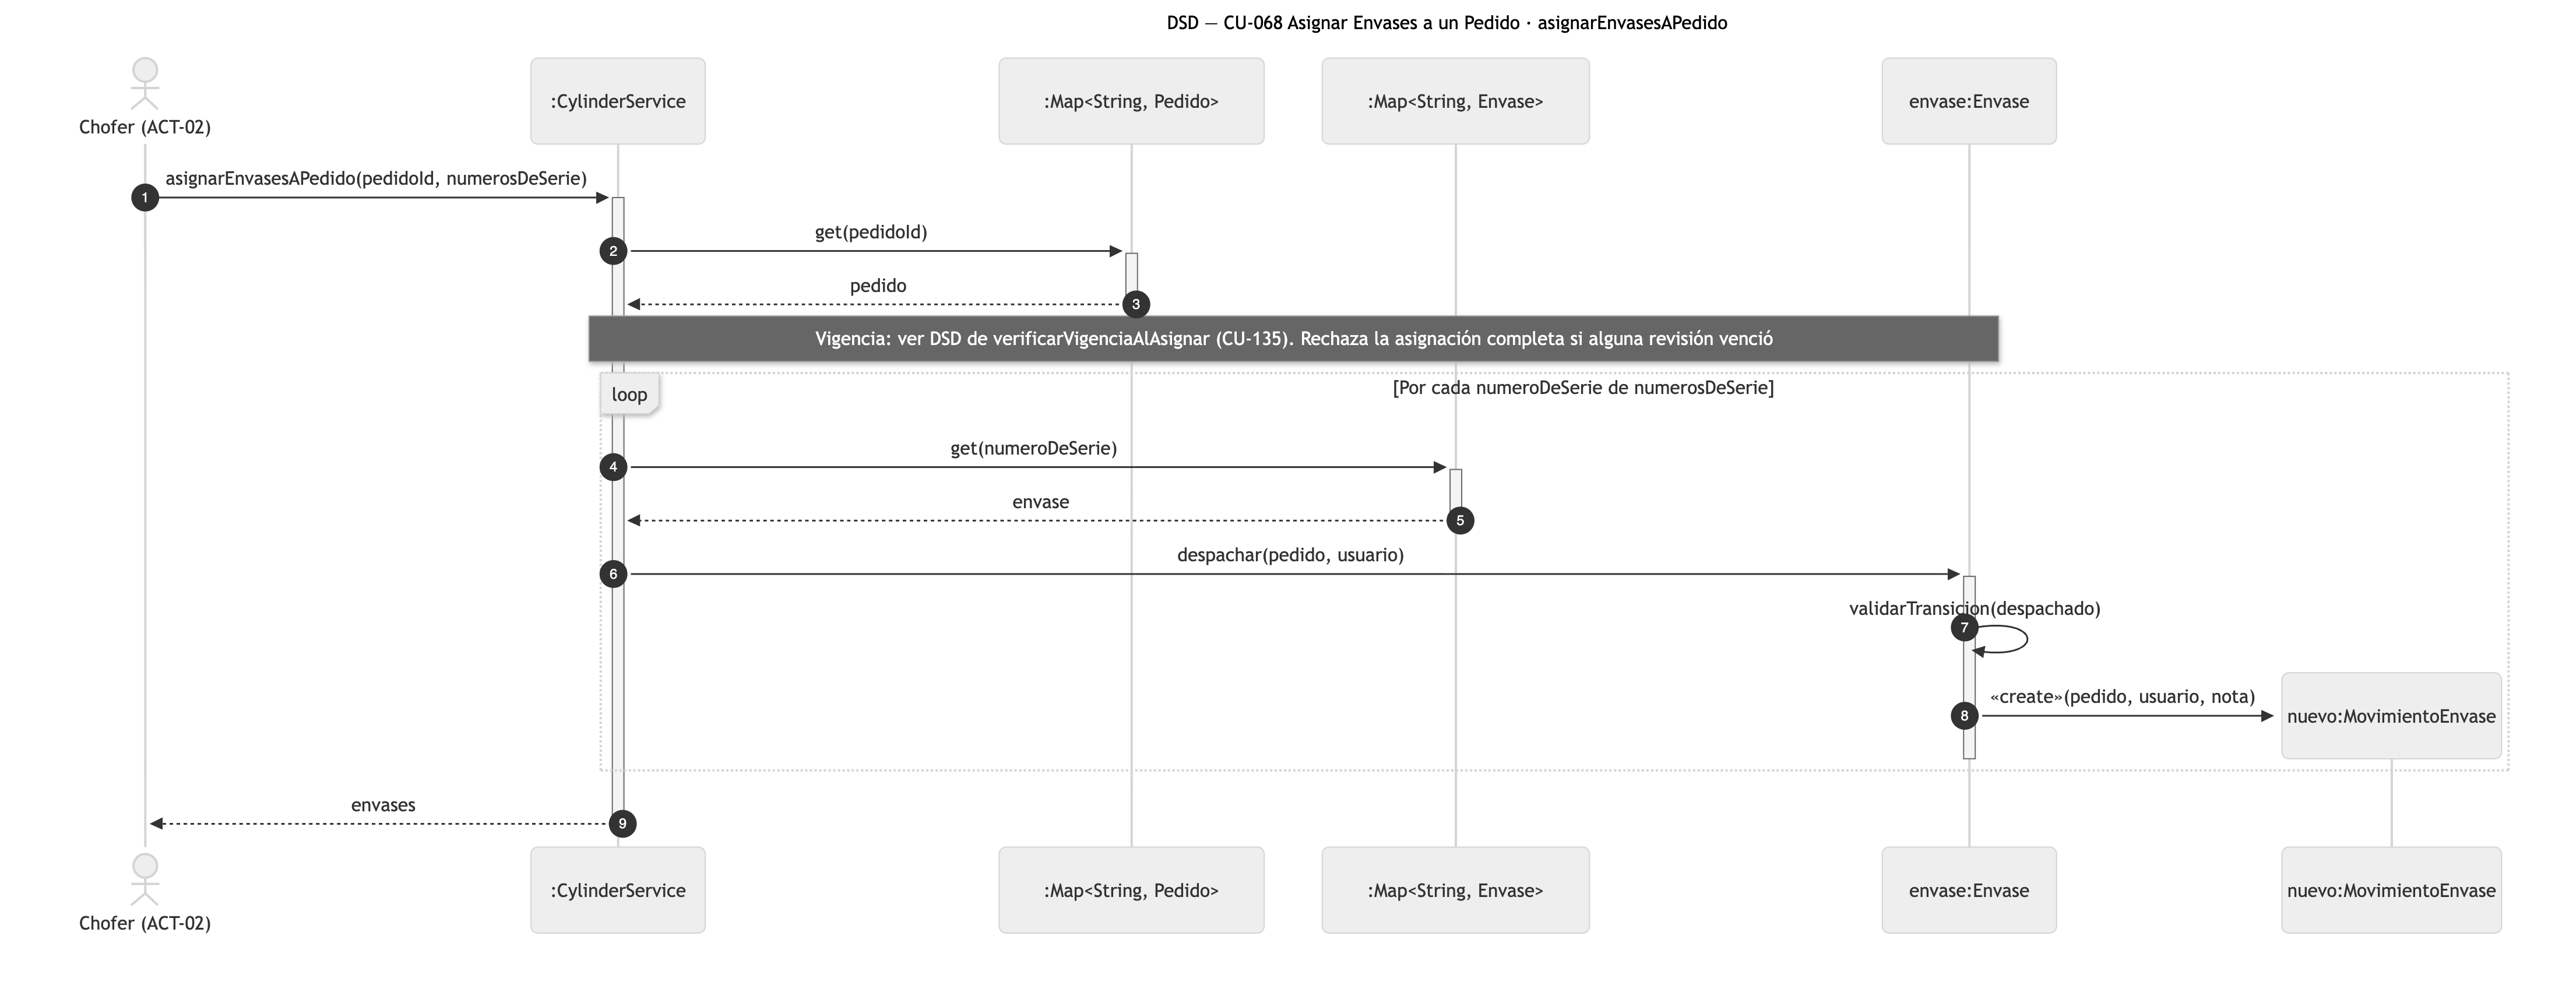 DSD — CU-068 Asignar Envases a un Pedido · asignarEnvasesAPedido
Chofer (ACT-02)
:CylinderService
:Map<String, Pedido>
:Map<String, Envase>
envase:Envase
1
asignarEnvasesAPedido(pedidoId, numerosDeSerie)
2
get(pedidoId)
pedido
3
Vigencia: ver DSD de verificarVigenciaAlAsignar (CU-135). Rechaza la asignación completa si alguna revisión venció
loop
[Por cada numeroDeSerie de numerosDeSerie]
4
get(numeroDeSerie)
envase
5
6
despachar(pedido, usuario)
validarTransicion(despachado)
7
8
«create»(pedido, usuario, nota)
nuevo:MovimientoEnvase
envases
9
Chofer (ACT-02)
:CylinderService
:Map<String, Pedido>
:Map<String, Envase>
envase:Envase
nuevo:MovimientoEnvase